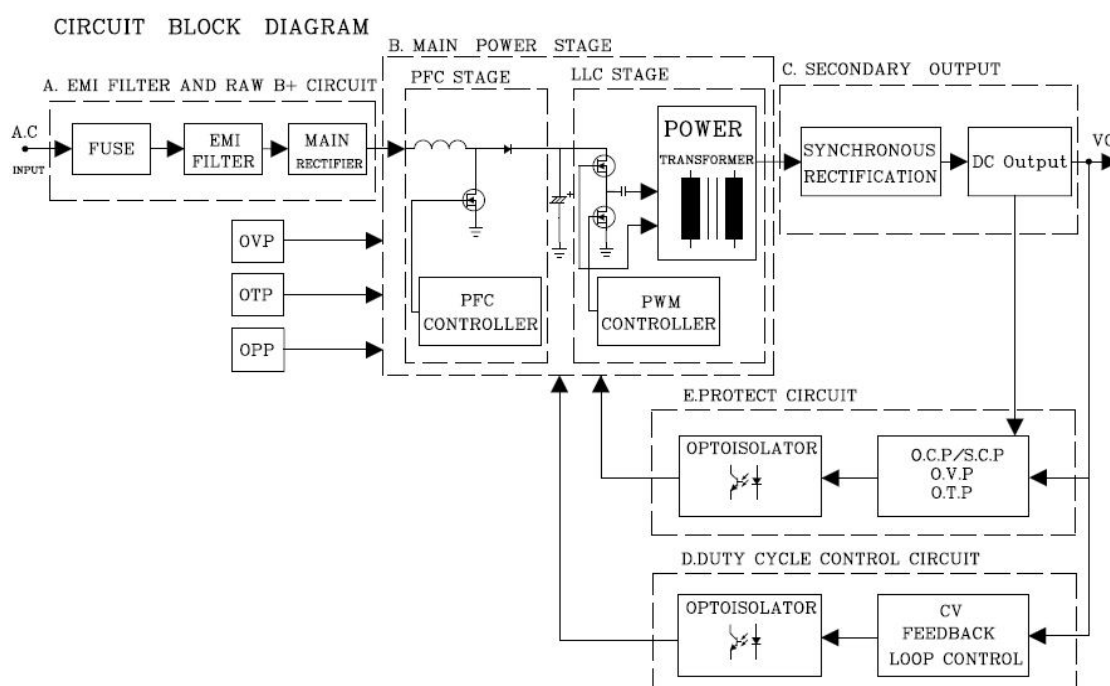 CIRCUIT BLOCK DIAGRAM
B. MAIN POWER STAGE
A. EMI FILTER AND RAW B+ CIRCUIT
PFC STAGE
LLC STAGE
C. SECONDARY OUTPUT
A.C
INPUT
FUSE
EMI
FILTER
MAIN
RECTIFIER
POWER
TRANSFORMER
SYNCHRONOUS
RECTIFICATION
DC Output
+
OVP
OTP
OPP
PFC
CONTROLLER
PWM
CONTROLLER
E.PROTECT CIRCUIT
OPTOISOLATOR
O.C.P/S.C.P
O.V.P
O.T.P
D.DUTY CYCLE CONTROL CIRCUIT
OPTOISOLATOR
CV
FEEDBACK
LOOP CONTROL